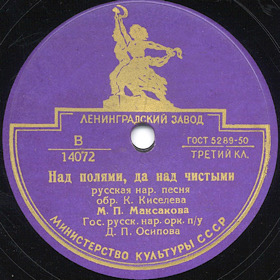 ЛЕНИНГРАДСКИЙ ЗАВОД
В
14072
ГОСТ 5289-50
ТРЕТИЙ КЛ.
Над полями, да над чистыми
русская нар. песня
обр. К. Киселева
М. П. Максакова
Гос. русск. нар. орк. п/у
Д. П. Осипова
МИНИСТЕРСТВО КУЛЬТУРЫ СССР